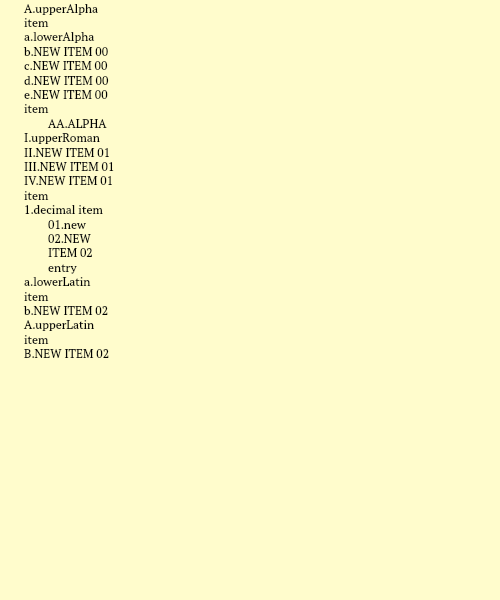 A.upperAlpha
item
a.lowerAlpha
b.NEW ITEM 00
c.NEW ITEM 00
d.NEW ITEM 00
e.NEW ITEM 00
item
AA.ALPHA
I.upperRoman
II.NEW ITEM 01
III.NEW ITEM 01
IV.NEW ITEM 01
item
1.decimal item
01.new
02.NEW
ITEM 02
entry
a.lowerLatin
item
b.NEW ITEM 02
A.upperLatin
item
B.NEW ITEM 02